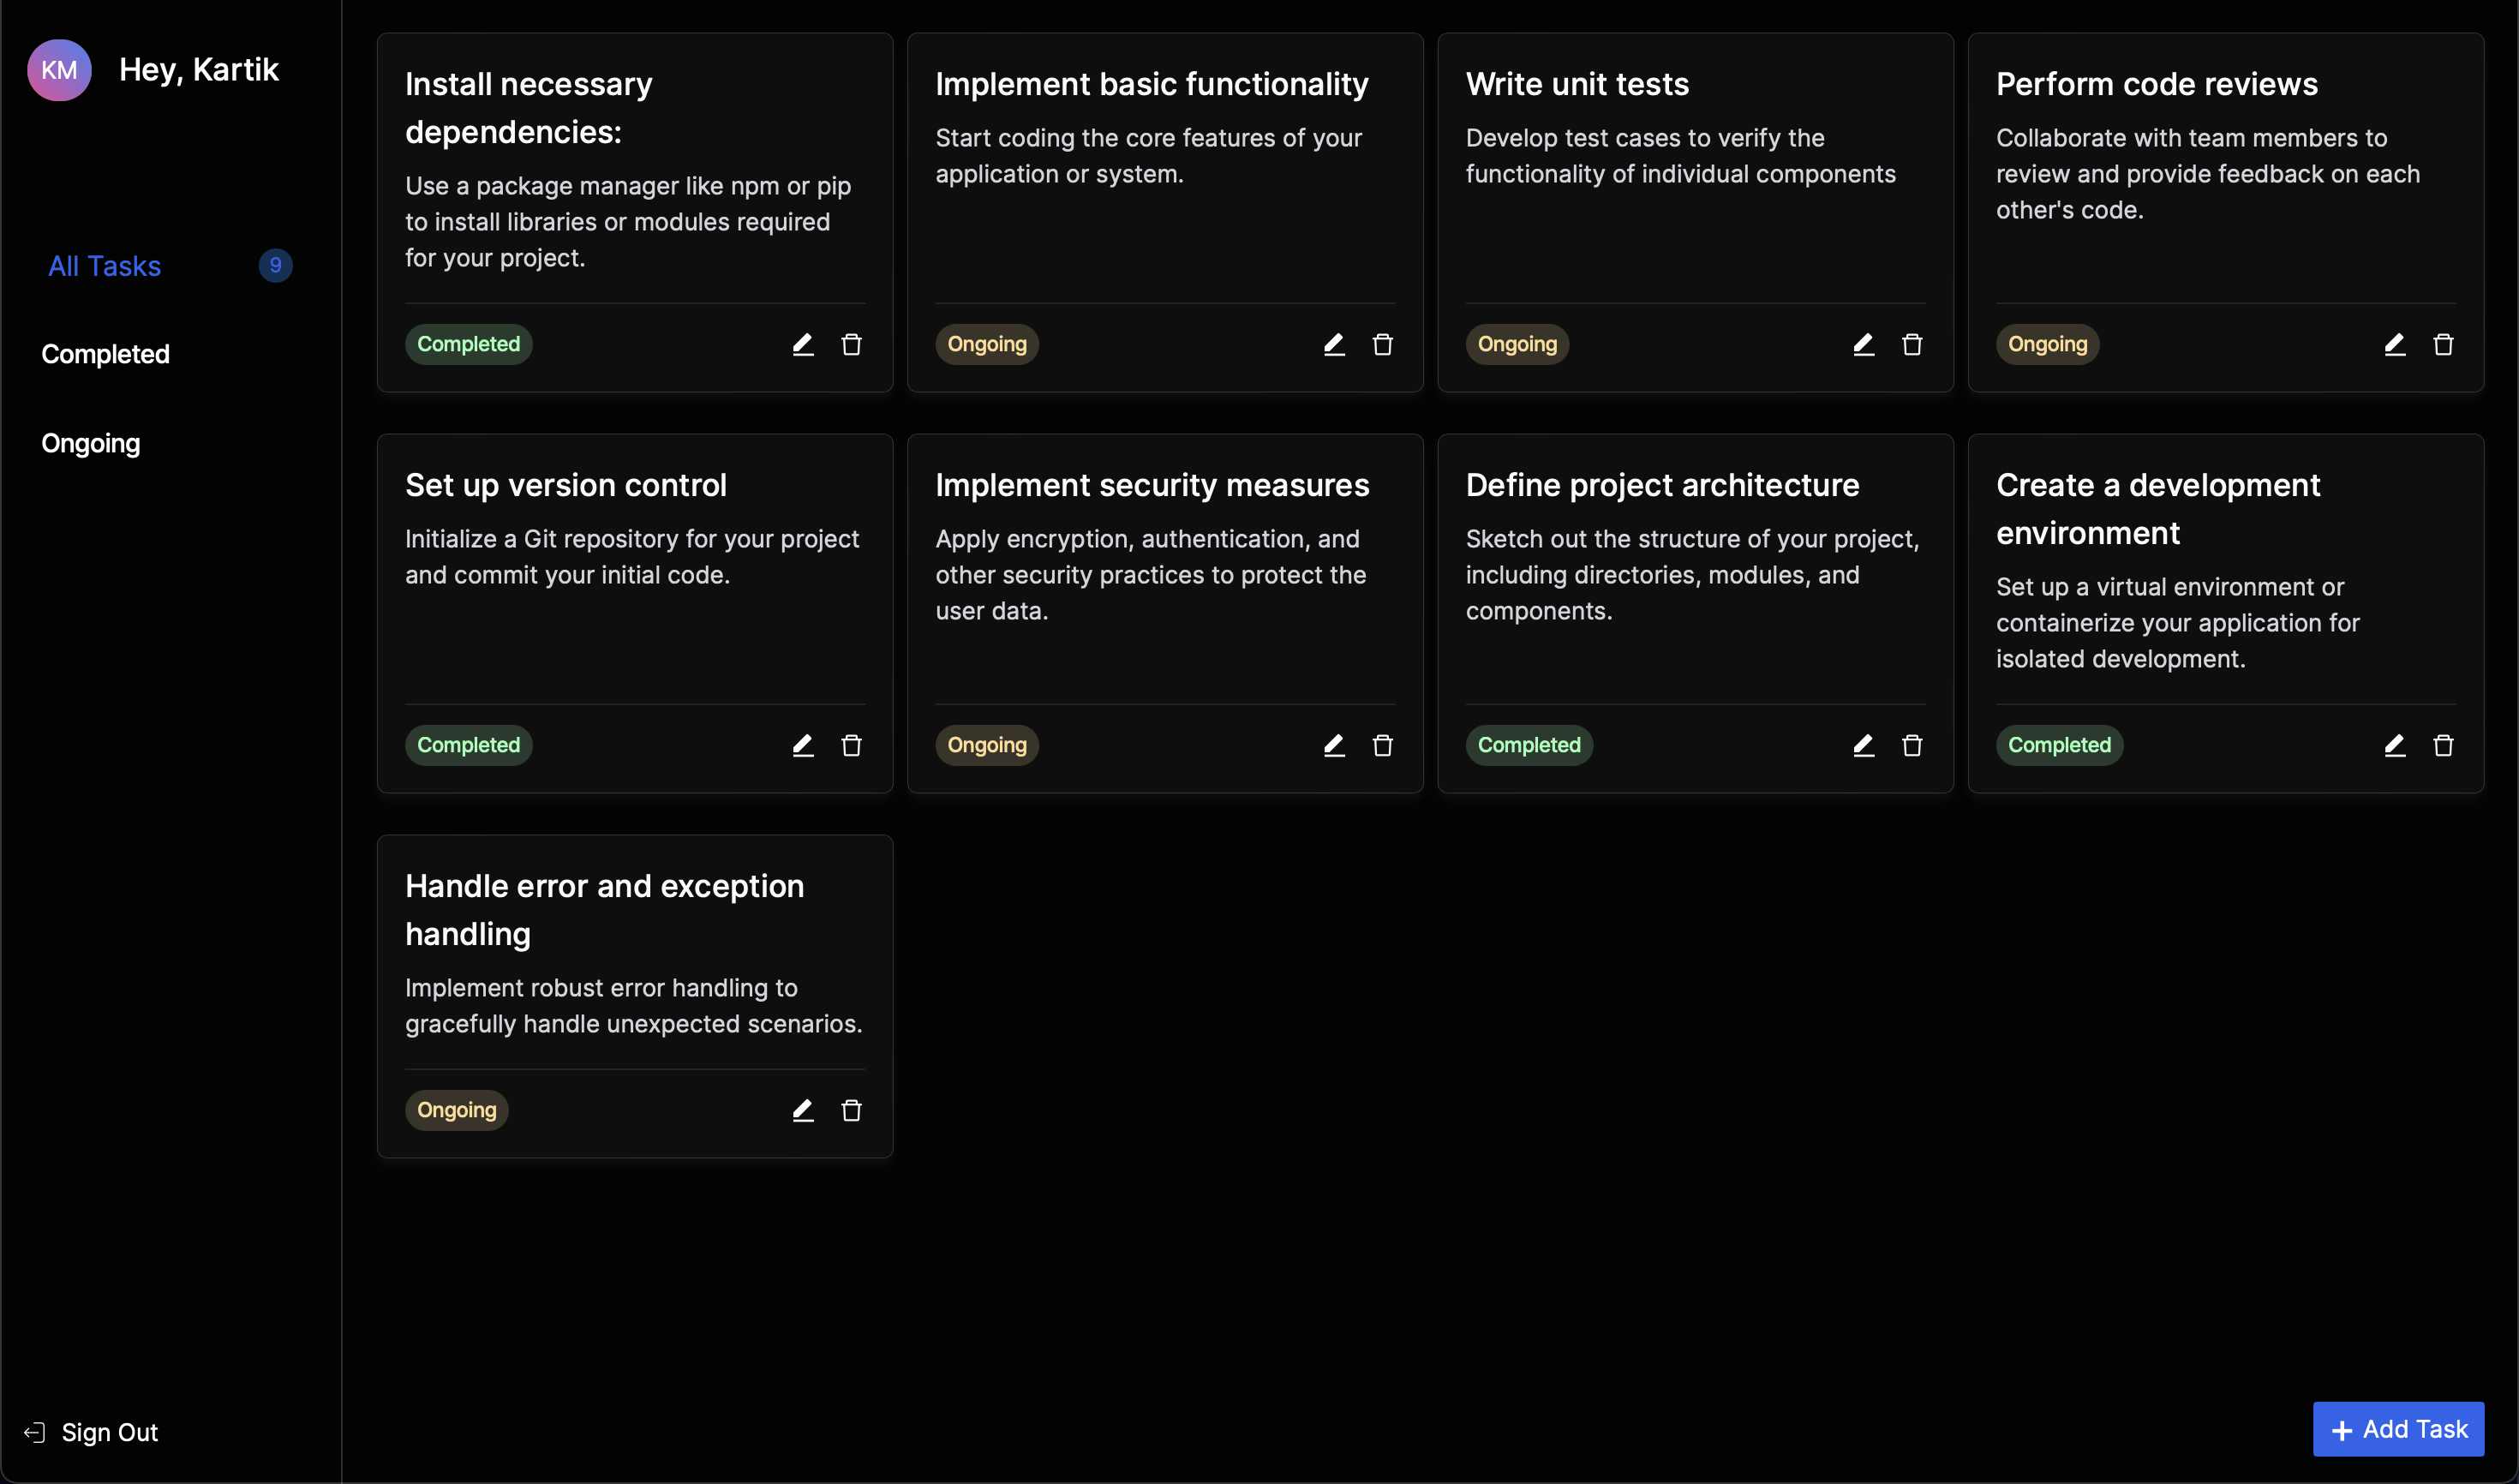 KM
Hey, Kartik
All Tasks
9
Completed
Ongoing
Sign Out
Install necessary
dependencies:
Use a package manager like npm or pip
to install libraries or modules required
for your project.
Completed
Implement basic functionality
Start coding the core features of your
application or system.
Ongoing
Write unit tests
Develop test cases to verify the
functionality of individual components
Ongoing
Perform code reviews
Collaborate with team members to
review and provide feedback on each
other's code.
Ongoing
Set up version control
Initialize a Git repository for your project
and commit your initial code.
Completed
Implement security measures
Apply encryption, authentication, and
other security practices to protect the
user data.
Ongoing
Define project architecture
Sketch out the structure of your project,
including directories, modules, and
components.
Completed
Create a development
environment
Set up a virtual environment or
containerize your application for
isolated development.
Completed
Handle error and exception
handling
Implement robust error handling to
gracefully handle unexpected scenarios.
Ongoing
Add Task